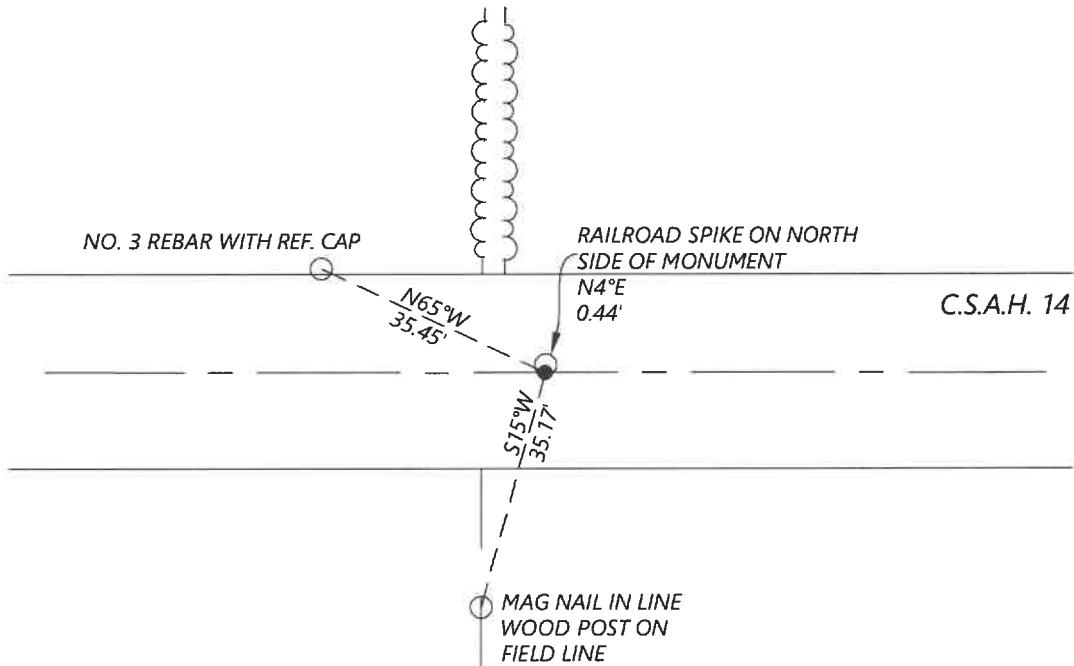 NO. 3 REBAR WITH REF. CAP
RAILROAD SPIKE ON NORTH
SIDE OF MONUMENT
N4°E
0.44'
C.S.A.H. 14
N65°W
35.45'
S15°W
35.17'
MAG NAIL IN LINE
WOOD POST ON
FIELD LINE